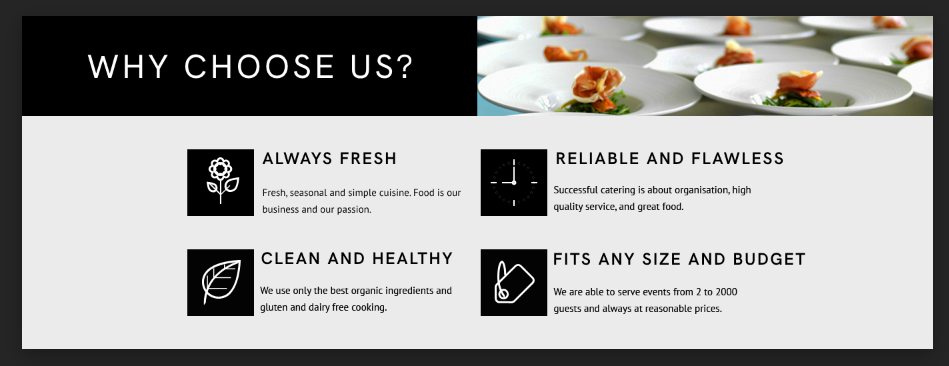 WHY CHOOSE US?
ALWAYS FRESH
Fresh, seasonal and simple cuisine. Food is our
business and our passion.
RELIABLE AND FLAWLESS
Successful catering is about organisation, high
quality service, and great food.
CLEAN AND HEALTHY
We use only the best organic ingredients and
gluten and dairy free cooking.
FITS ANY SIZE AND BUDGET
We are able to serve events from 2 to 2000
guests and always at reasonable prices.